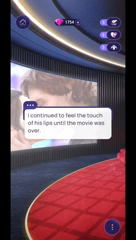 1754
I continued to feel the touch
of his lips until the movie was
over.